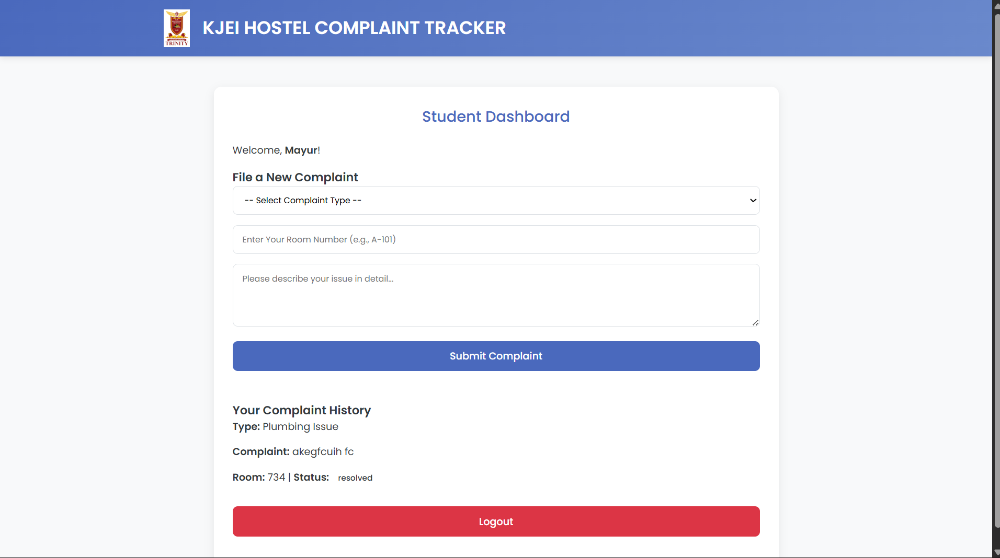 TRINITY
KJEI HOSTEL COMPLAINT TRACKER
Student Dashboard
Welcome, Mayur!
File a New Complaint
-- Select Complaint Type --
Enter Your Room Number (e.g., A-101)
Please describe your issue in detail...
Submit Complaint
Your Complaint History
Type: Plumbing Issue
Complaint: akegfcuih fc
Room: 734 | Status: resolved
Logout